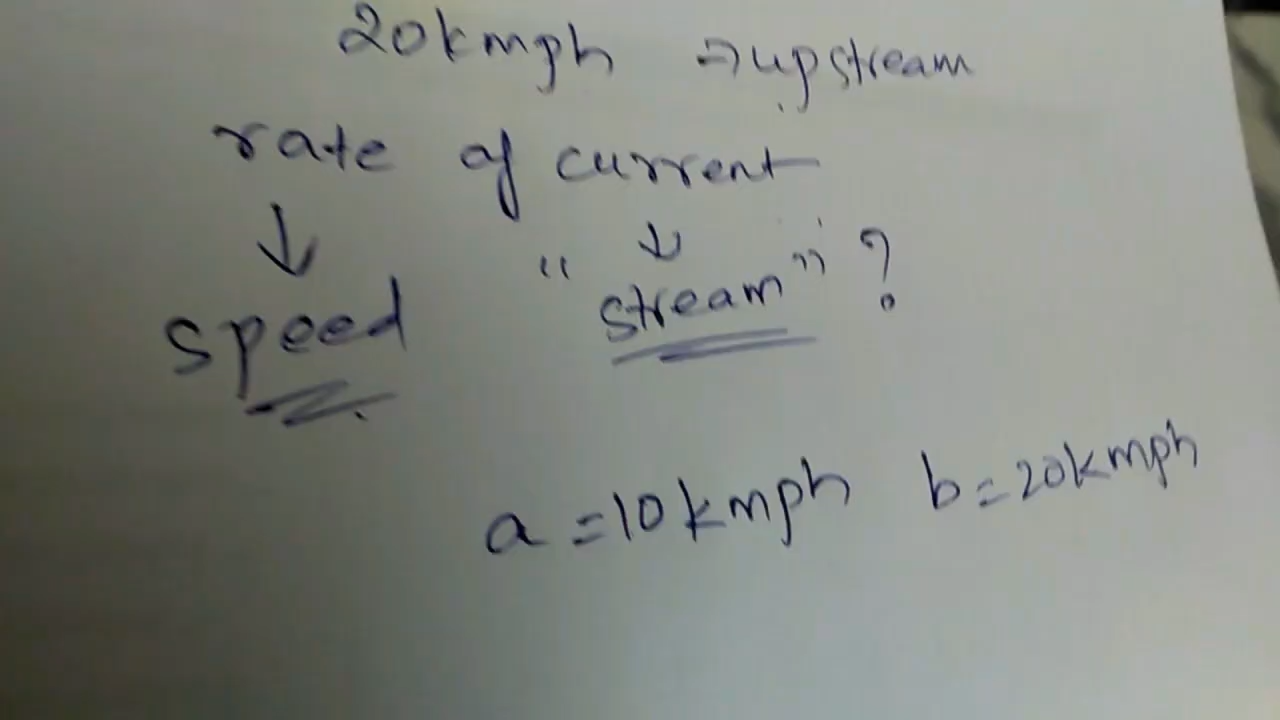 20kmph ⇒upstream
rate of current
↓ ↓
speed "stream"?
a=10kmph b=20kmph